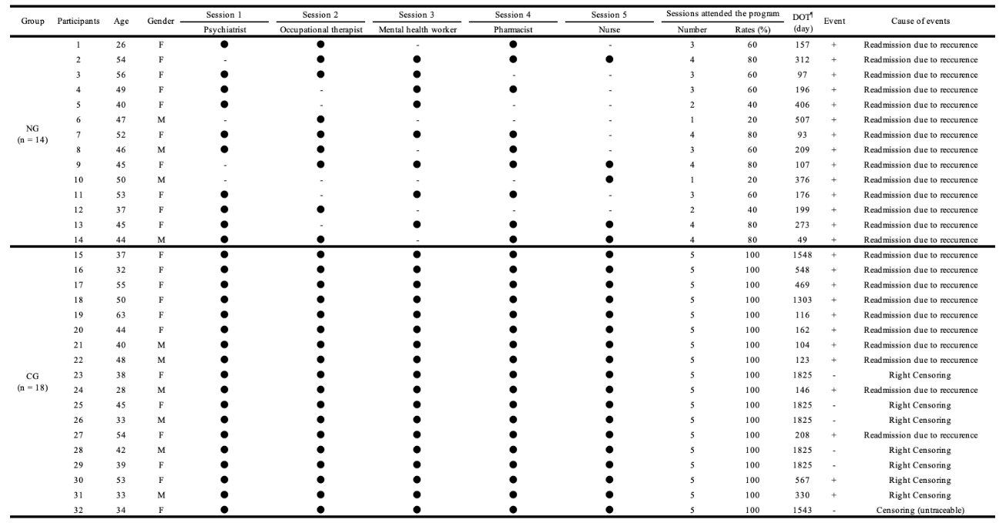 Group Participants Age Gender Session 1 Session 2 Session 3 Session 4 Session 5 Sessions attended the program DOT¶ (day) Event Cause of events
Psychiatrist Occupational therapist Mental health worker Pharmacist Nurse Number Rates (%)
NG (n = 14)
1 26 F ● ● - ● - 3 60 157 + Readmission due to reccurence
2 54 F - ● ● ● ● 4 80 312 + Readmission due to reccurence
3 56 F ● ● ● - - 3 60 97 + Readmission due to reccurence
4 49 F ● - ● ● - 3 60 196 + Readmission due to reccurence
5 40 F ● - ● - - 2 40 406 + Readmission due to reccurence
6 47 M - ● - - - 1 20 507 + Readmission due to reccurence
7 52 F ● ● ● ● - 4 80 93 + Readmission due to reccurence
8 46 M ● ● - ● - 3 60 209 + Readmission due to reccurence
9 45 F - ● ● ● ● 4 80 107 + Readmission due to reccurence
10 50 M - - - - ● 1 20 376 + Readmission due to reccurence
11 53 F ● - ● ● - 3 60 176 + Readmission due to reccurence
12 37 F ● ● - - - 2 40 199 + Readmission due to reccurence
13 45 F ● - ● ● ● 4 80 273 + Readmission due to reccurence
14 44 M ● ● - ● ● 4 80 49 + Readmission due to reccurence
CG (n = 18)
15 37 F ● ● ● ● ● 5 100 1548 + Readmission due to reccurence
16 32 F ● ● ● ● ● 5 100 548 + Readmission due to reccurence
17 55 F ● ● ● ● ● 5 100 469 + Readmission due to reccurence
18 50 F ● ● ● ● ● 5 100 1303 + Readmission due to reccurence
19 63 F ● ● ● ● ● 5 100 116 + Readmission due to reccurence
20 44 F ● ● ● ● ● 5 100 162 + Readmission due to reccurence
21 40 M ● ● ● ● ● 5 100 104 + Readmission due to reccurence
22 48 M ● ● ● ● ● 5 100 123 + Readmission due to reccurence
23 38 F ● ● ● ● ● 5 100 1825 - Right Censoring
24 28 M ● ● ● ● ● 5 100 146 + Readmission due to reccurence
25 45 F ● ● ● ● ● 5 100 1825 - Right Censoring
26 33 M ● ● ● ● ● 5 100 1825 - Right Censoring
27 54 F ● ● ● ● ● 5 100 208 + Readmission due to reccurence
28 42 M ● ● ● ● ● 5 100 1825 - Right Censoring
29 39 F ● ● ● ● ● 5 100 1825 - Right Censoring
30 53 F ● ● ● ● ● 5 100 567 + Right Censoring
31 33 M ● ● ● ● ● 5 100 330 + Right Censoring
32 34 F ● ● ● ● ● 5 100 1543 - Censoring (untraceable)